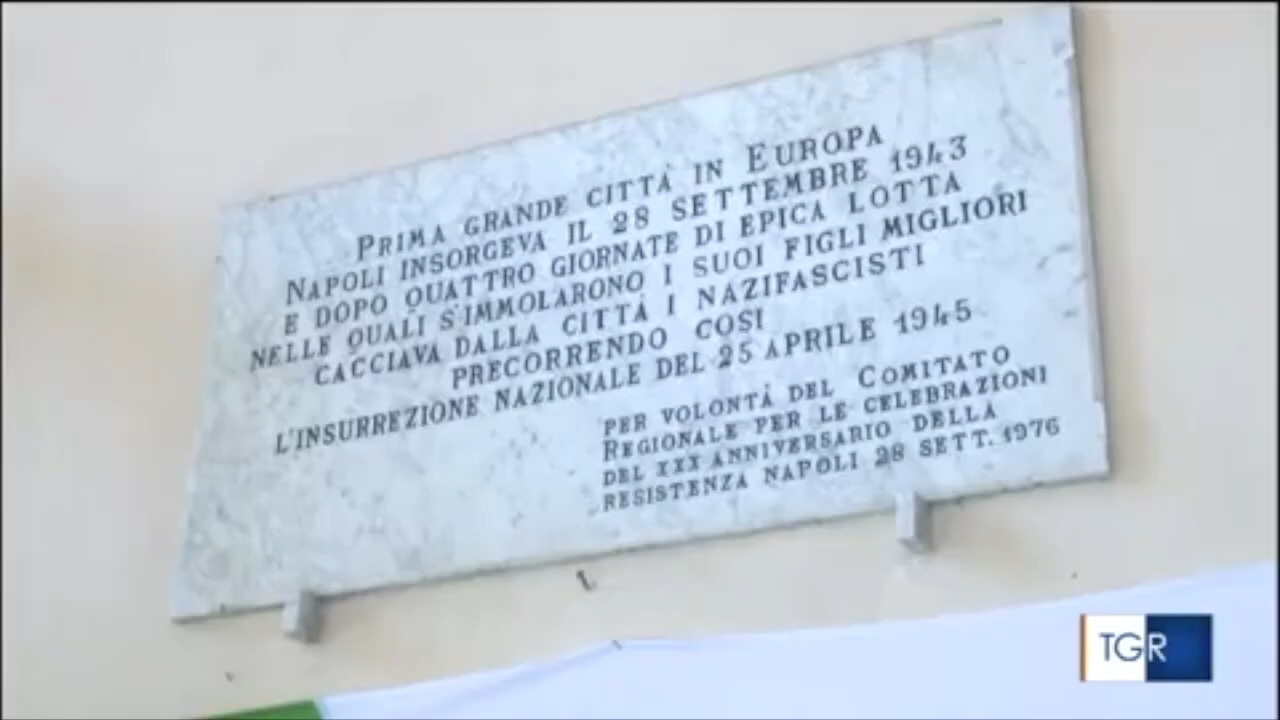 PRIMA GRANDE CITTÀ IN EUROPA
NAPOLI INSORGEVA IL 28 SETTEMBRE 1943
E DOPO QUATTRO GIORNATE DI EPICA LOTTA
NELLE QUALI S'IMMOLARONO I SUOI FIGLI MIGLIORI
CACCIAVA DALLA CITTÀ I NAZIFASCISTI
PRECORRENDO COSI
L'INSURREZIONE NAZIONALE DEL 25 APRILE 1945
PER VOLONTÀ DEL COMITATO
REGIONALE PER LE CELEBRAZIONI
DEL XXX ANNIVERSARIO DELLA
RESISTENZA NAPOLI 28 SETT. 1976
TGR